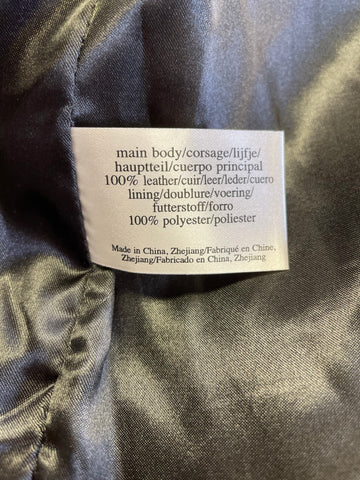 main body/corsage/lijfje/
hauptteil/cuerpo principal
100% leather/cuir/leer/leder/cuero
lining/doublure/voering/
futterstoff/forro
100% polyester/poliester
Made in China, Zhejiang/Fabriqué en Chine,
Zhejiang/Fabricado en China, Zhejiang